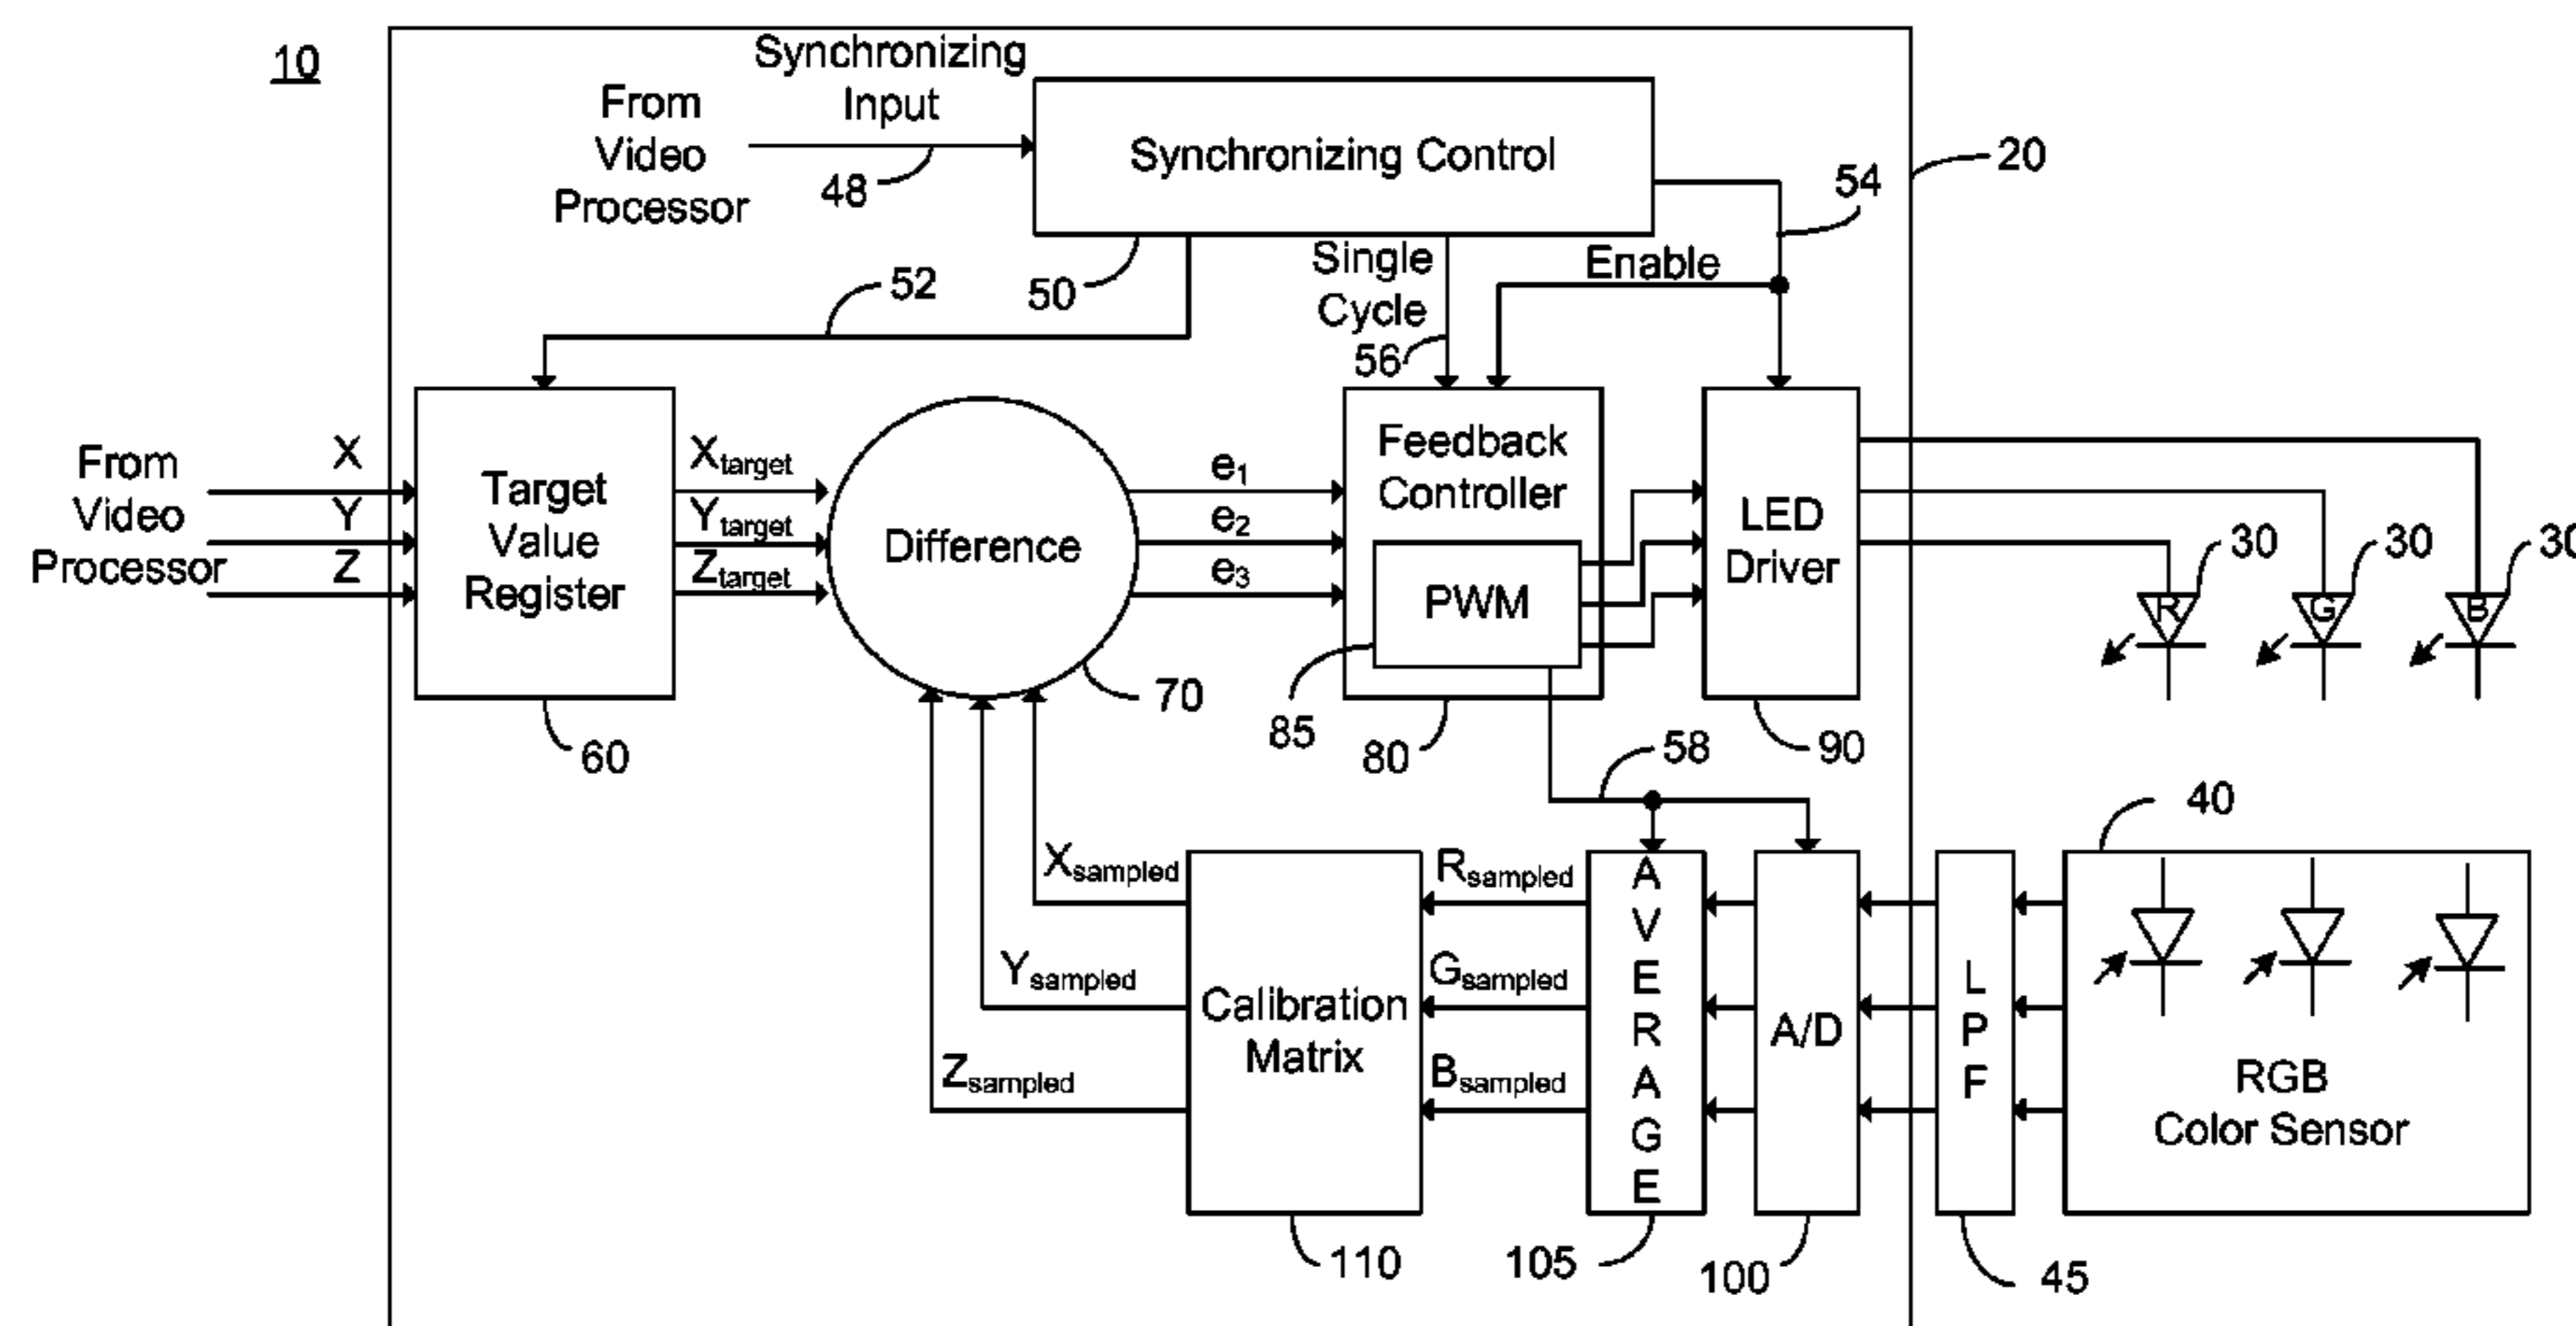 10
Synchronizing
Input
From
Video
Processor
48
Synchronizing Control
20
54
50
52
Single
Cycle
56
Enable
From
Video
Processor
X
Y
Z
Target
Value
Register
60
Xtarget
Ytarget
Ztarget
Difference
70
e1
e2
e3
Feedback
Controller
PWM
85
80
LED
Driver
90
30
30
30
R
G
B
58
40
Xsampled
Ysampled
Zsampled
Calibration
Matrix
110
Rsampled
Gsampled
Bsampled
A
V
E
R
A
G
E
105
A/D
100
L
P
F
45
RGB
Color Sensor